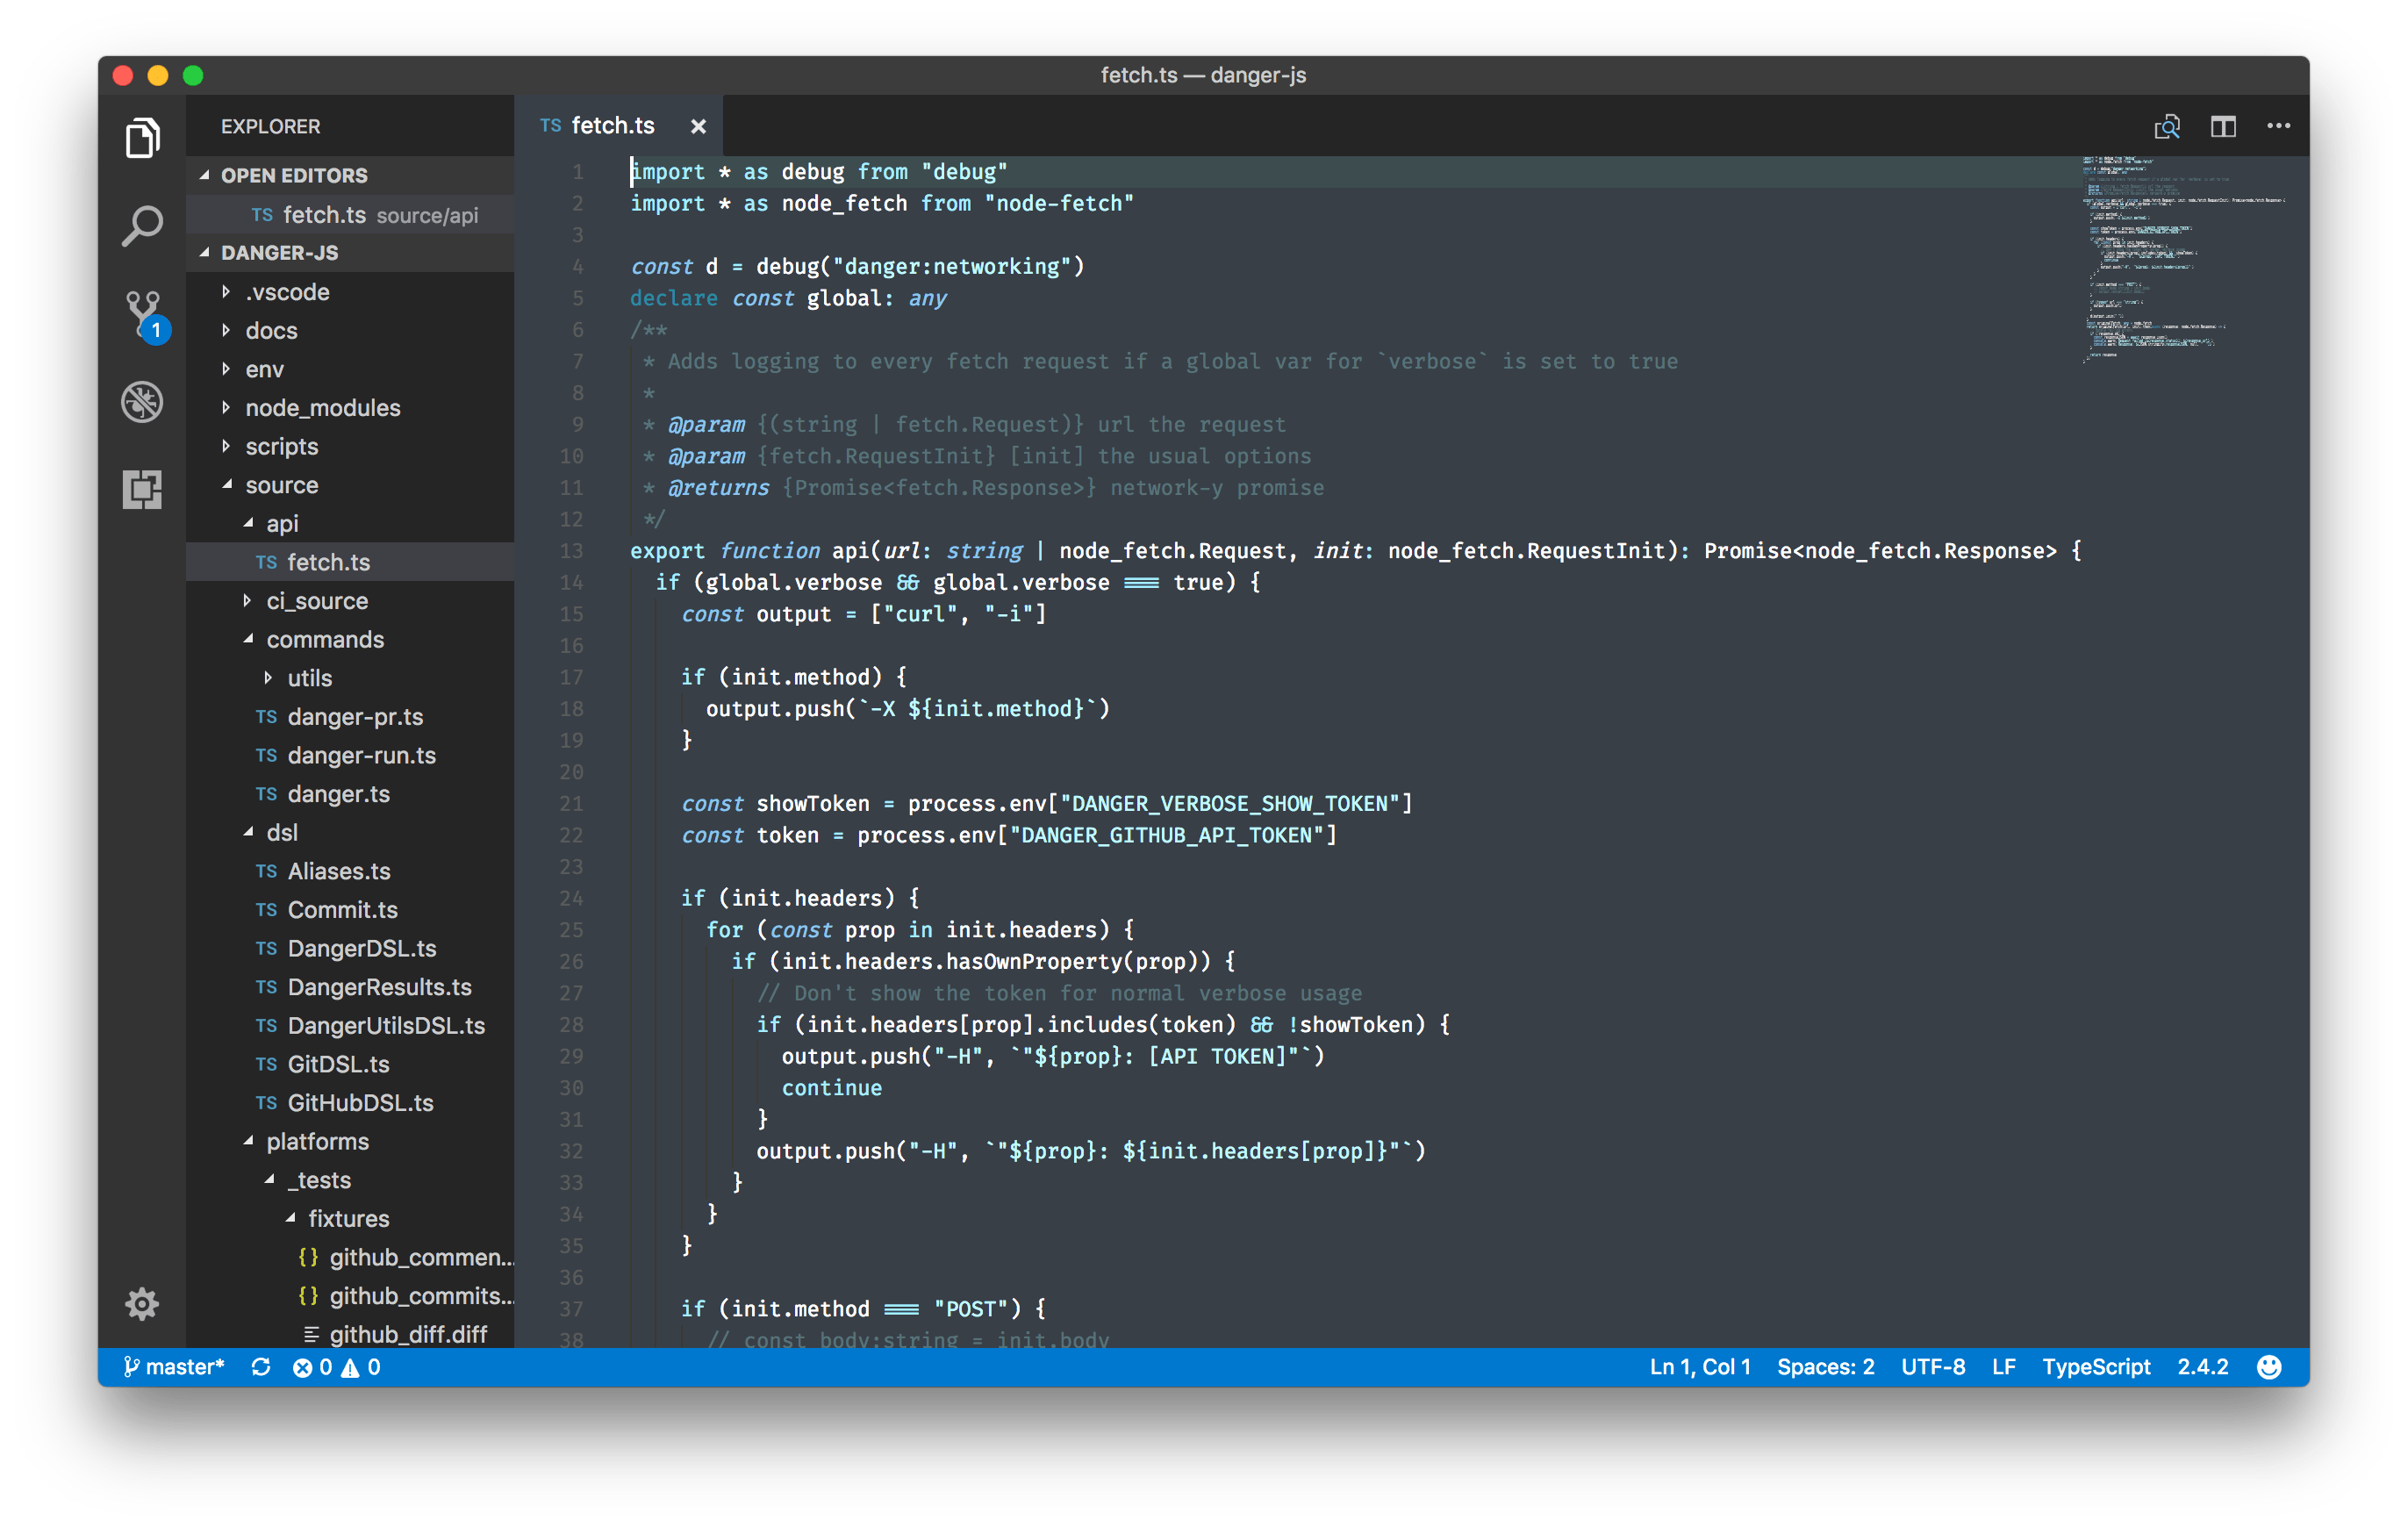 fetch.ts — danger-js
EXPLORER
OPEN EDITORS
TS fetch.ts source/api
DANGER-JS
.vscode
docs
env
node_modules
scripts
source
api
TS fetch.ts
ci_source
commands
utils
TS danger-pr.ts
TS danger-run.ts
TS danger.ts
dsl
TS Aliases.ts
TS Commit.ts
TS DangerDSL.ts
TS DangerResults.ts
TS DangerUtilsDSL.ts
TS GitDSL.ts
TS GitHubDSL.ts
platforms
_tests
fixtures
{} github_commen...
{} github_commits...
github_diff.diff
1
TS fetch.ts ×
1 import * as debug from "debug"
2 import * as node_fetch from "node-fetch"
3
4 const d = debug("danger:networking")
5 declare const global: any
6 /**
7 * Adds logging to every fetch request if a global var for `verbose` is set to true
8 *
9 * @param {(string | fetch.Request)} url the request
10 * @param {fetch.RequestInit} [init] the usual options
11 * @returns {Promise<fetch.Response>} network-y promise
12 */
13 export function api(url: string | node_fetch.Request, init: node_fetch.RequestInit): Promise<node_fetch.Response> {
14 if (global.verbose && global.verbose === true) {
15 const output = ["curl", "-i"]
16
17 if (init.method) {
18 output.push(`-X ${init.method}`)
19 }
20
21 const showToken = process.env["DANGER_VERBOSE_SHOW_TOKEN"]
22 const token = process.env["DANGER_GITHUB_API_TOKEN"]
23
24 if (init.headers) {
25 for (const prop in init.headers) {
26 if (init.headers.hasOwnProperty(prop)) {
27 // Don't show the token for normal verbose usage
28 if (init.headers[prop].includes(token) && !showToken) {
29 output.push("-H", `"${prop}: [API TOKEN]"`)
30 continue
31 }
32 output.push("-H", `"${prop}: ${init.headers[prop]}"`)
33 }
34 }
35 }
36
37 if (init.method === "POST") {
38 // const body:string = init.body
master* 0 0
Ln 1, Col 1 Spaces: 2 UTF-8 LF TypeScript 2.4.2